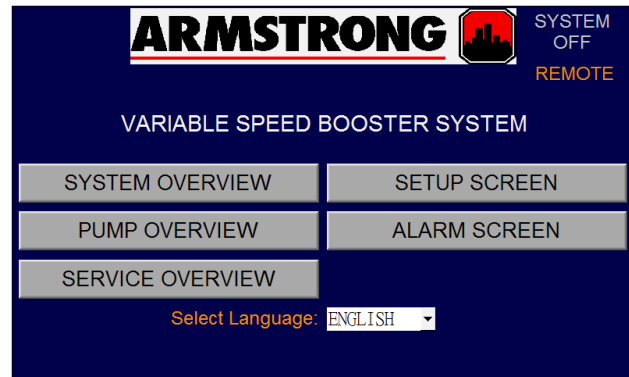 ARMSTRONG
SYSTEM
OFF
REMOTE
VARIABLE SPEED BOOSTER SYSTEM
SYSTEM OVERVIEW
SETUP SCREEN
PUMP OVERVIEW
ALARM SCREEN
SERVICE OVERVIEW
Select Language: ENGLISH